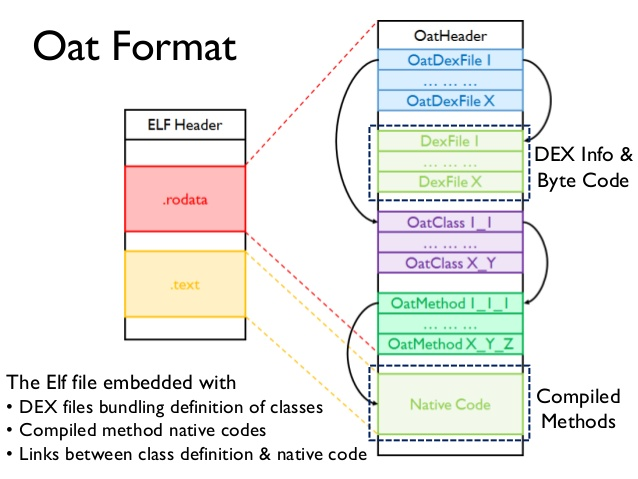 Oat Format
ELF Header
.rodata
.text
OatHeader
OatDexFile 1
... ... ...
OatDexFile X
DexFile 1
... ... ...
DexFile X
DEX Info &
Byte Code
OatClass 1_1
... ... ...
OatClass X_Y
OatMethod 1_1_1
... ... ...
OatMethod X_Y_Z
Native Code
Compiled
Methods
The Elf file embedded with
• DEX files bundling definition of classes
• Compiled method native codes
• Links between class definition & native code